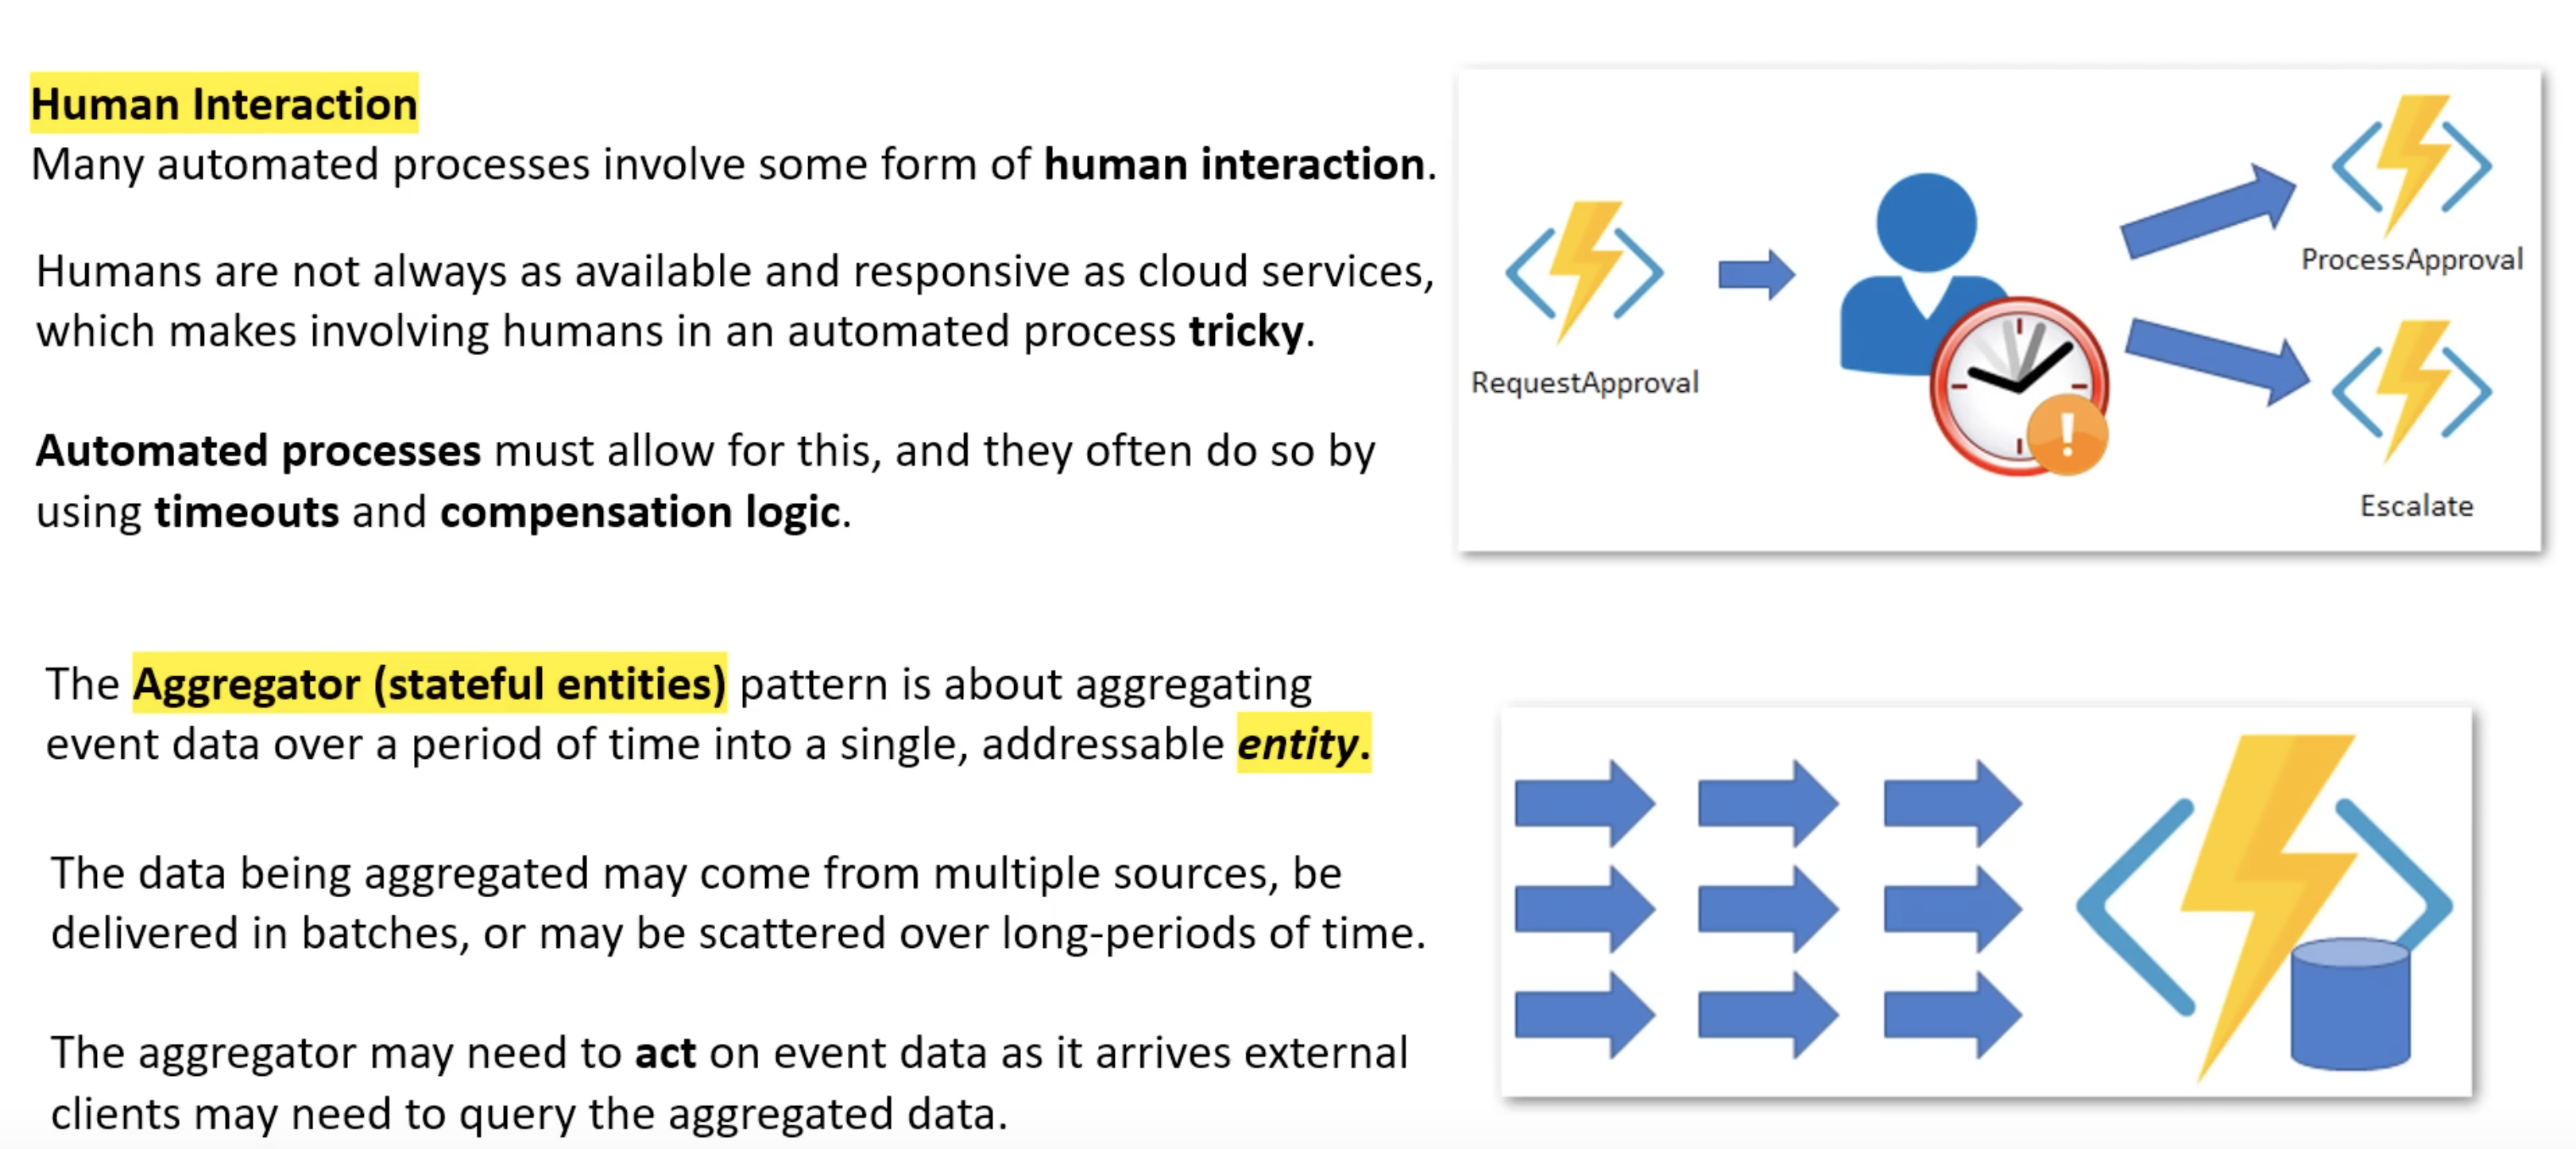 Human Interaction
Many automated processes involve some form of human interaction.
Humans are not always as available and responsive as cloud services,
which makes involving humans in an automated process tricky.
Automated processes must allow for this, and they often do so by
using timeouts and compensation logic.
RequestApproval
ProcessApproval
Escalate
The Aggregator (stateful entities) pattern is about aggregating
event data over a period of time into a single, addressable entity.
The data being aggregated may come from multiple sources, be
delivered in batches, or may be scattered over long-periods of time.
The aggregator may need to act on event data as it arrives external
clients may need to query the aggregated data.